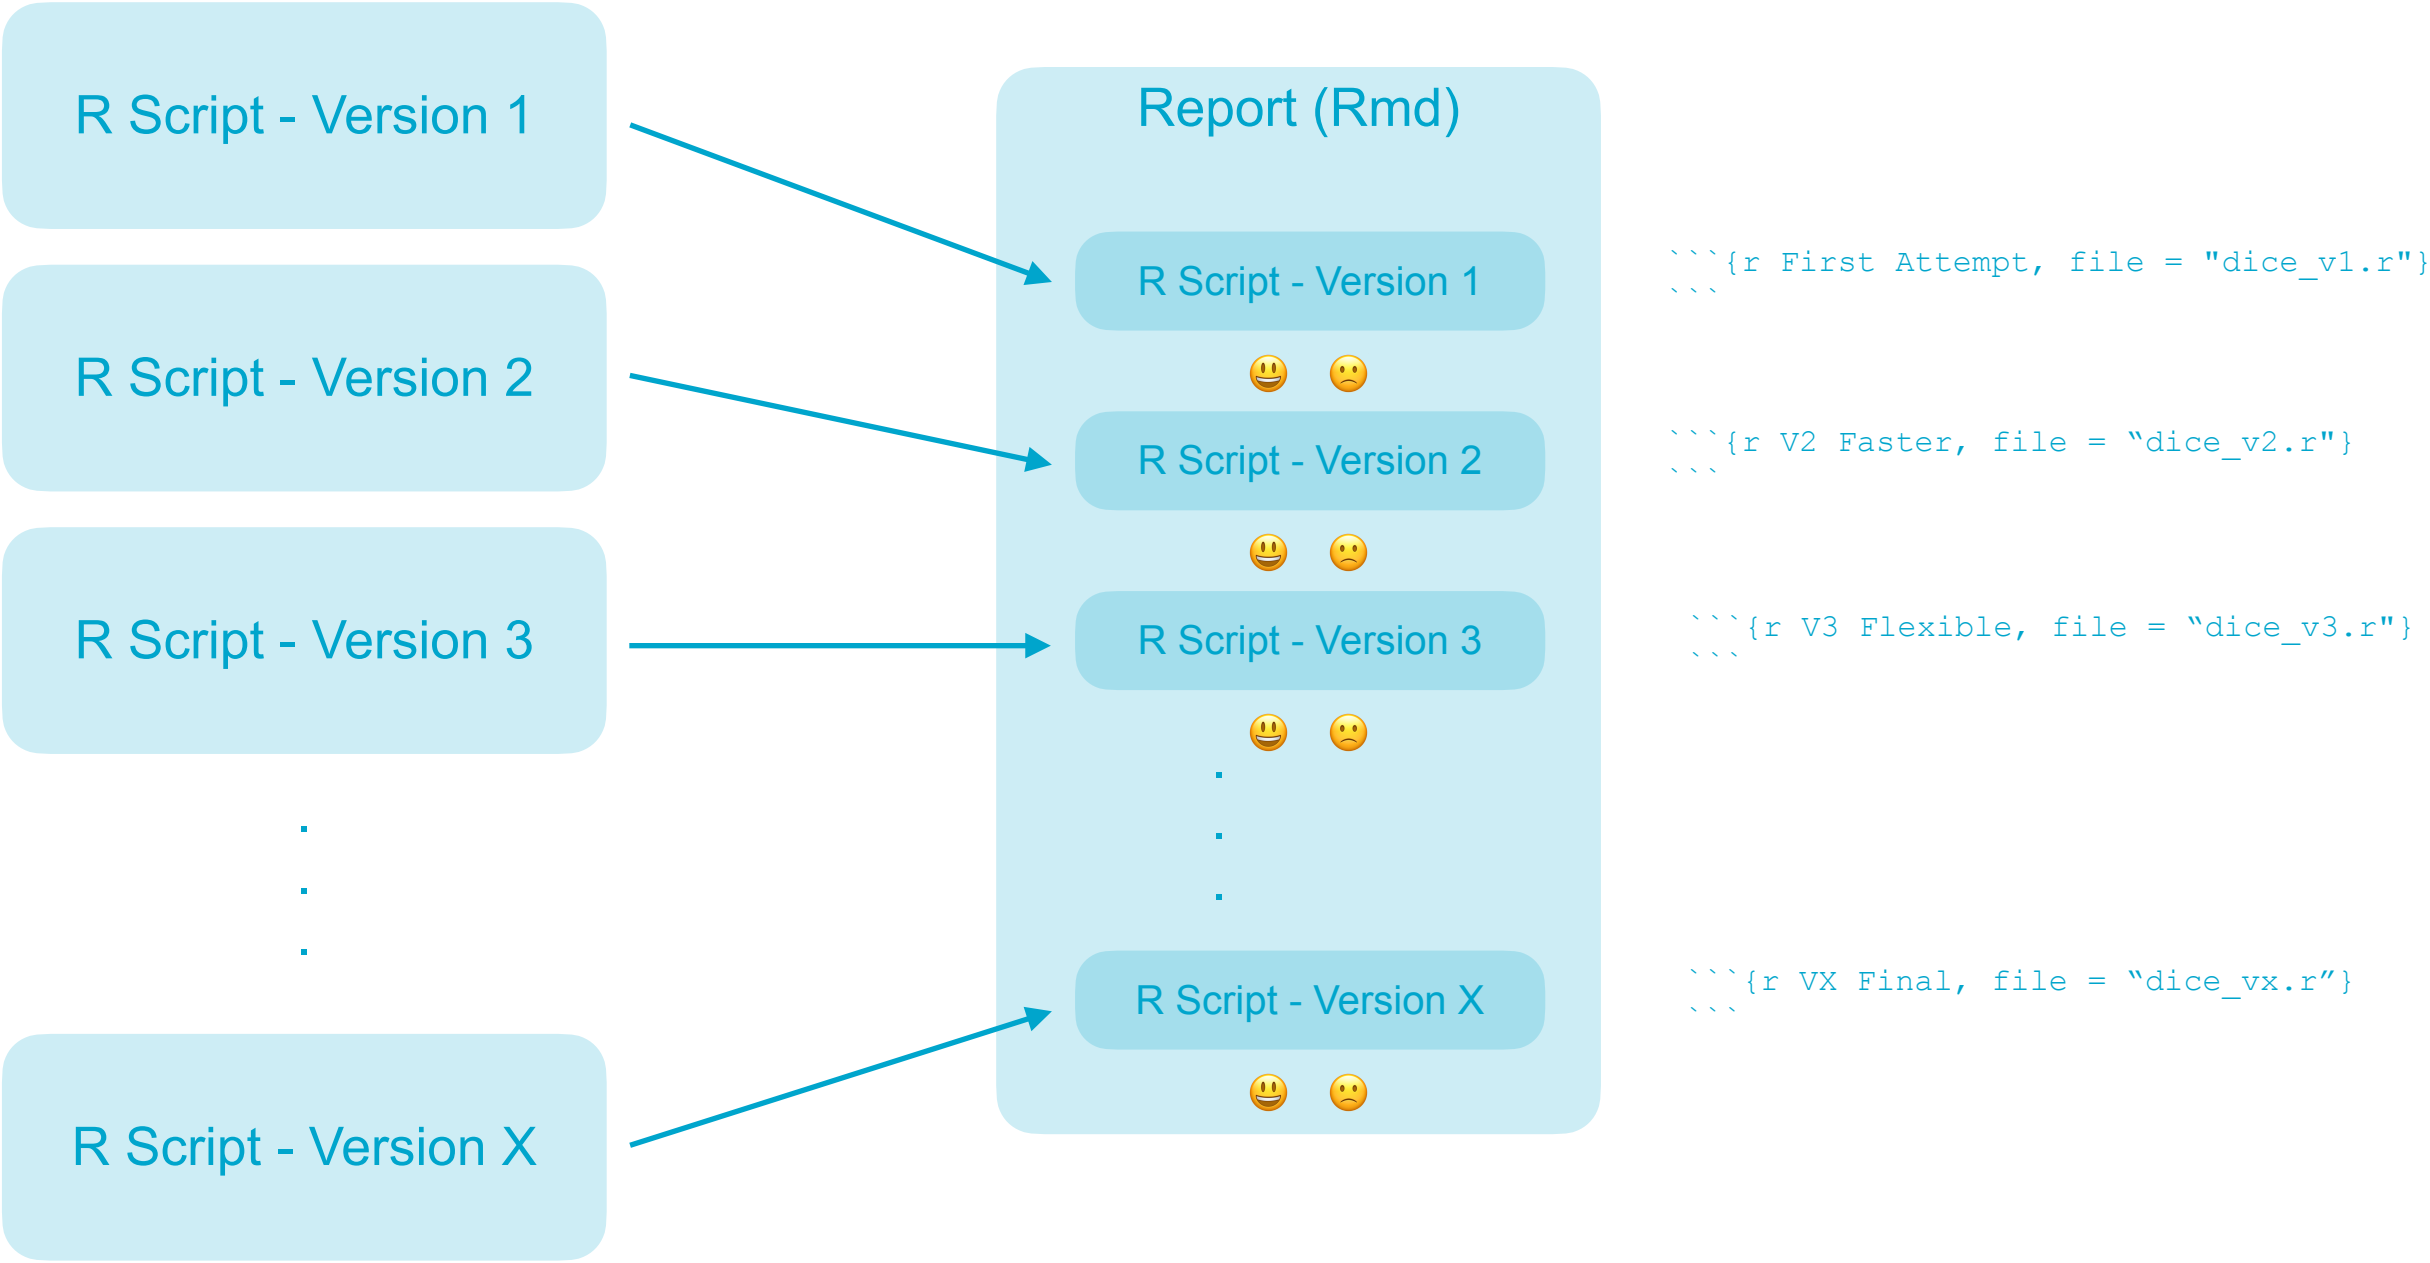 R Script - Version 1
R Script - Version 2
R Script - Version 3
.
.
.
R Script - Version X
Report (Rmd)
R Script - Version 1
😃 🙁
R Script - Version 2
😃 🙁
R Script - Version 3
😃 🙁
.
.
.
R Script - Version X
😃 🙁
```{r First Attempt, file = "dice_v1.r"}
```
```{r V2 Faster, file = “dice_v2.r"}
```
```{r V3 Flexible, file = “dice_v3.r"}
```
```{r VX Final, file = “dice_vx.r”}
```